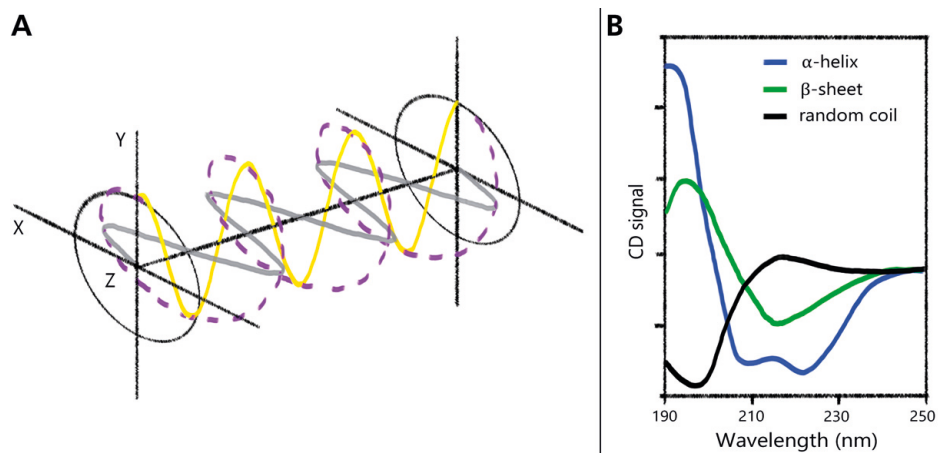 A
Y
X
Z
B
α-helix
β-sheet
random coil
CD signal
190
210
230
250
Wavelength (nm)